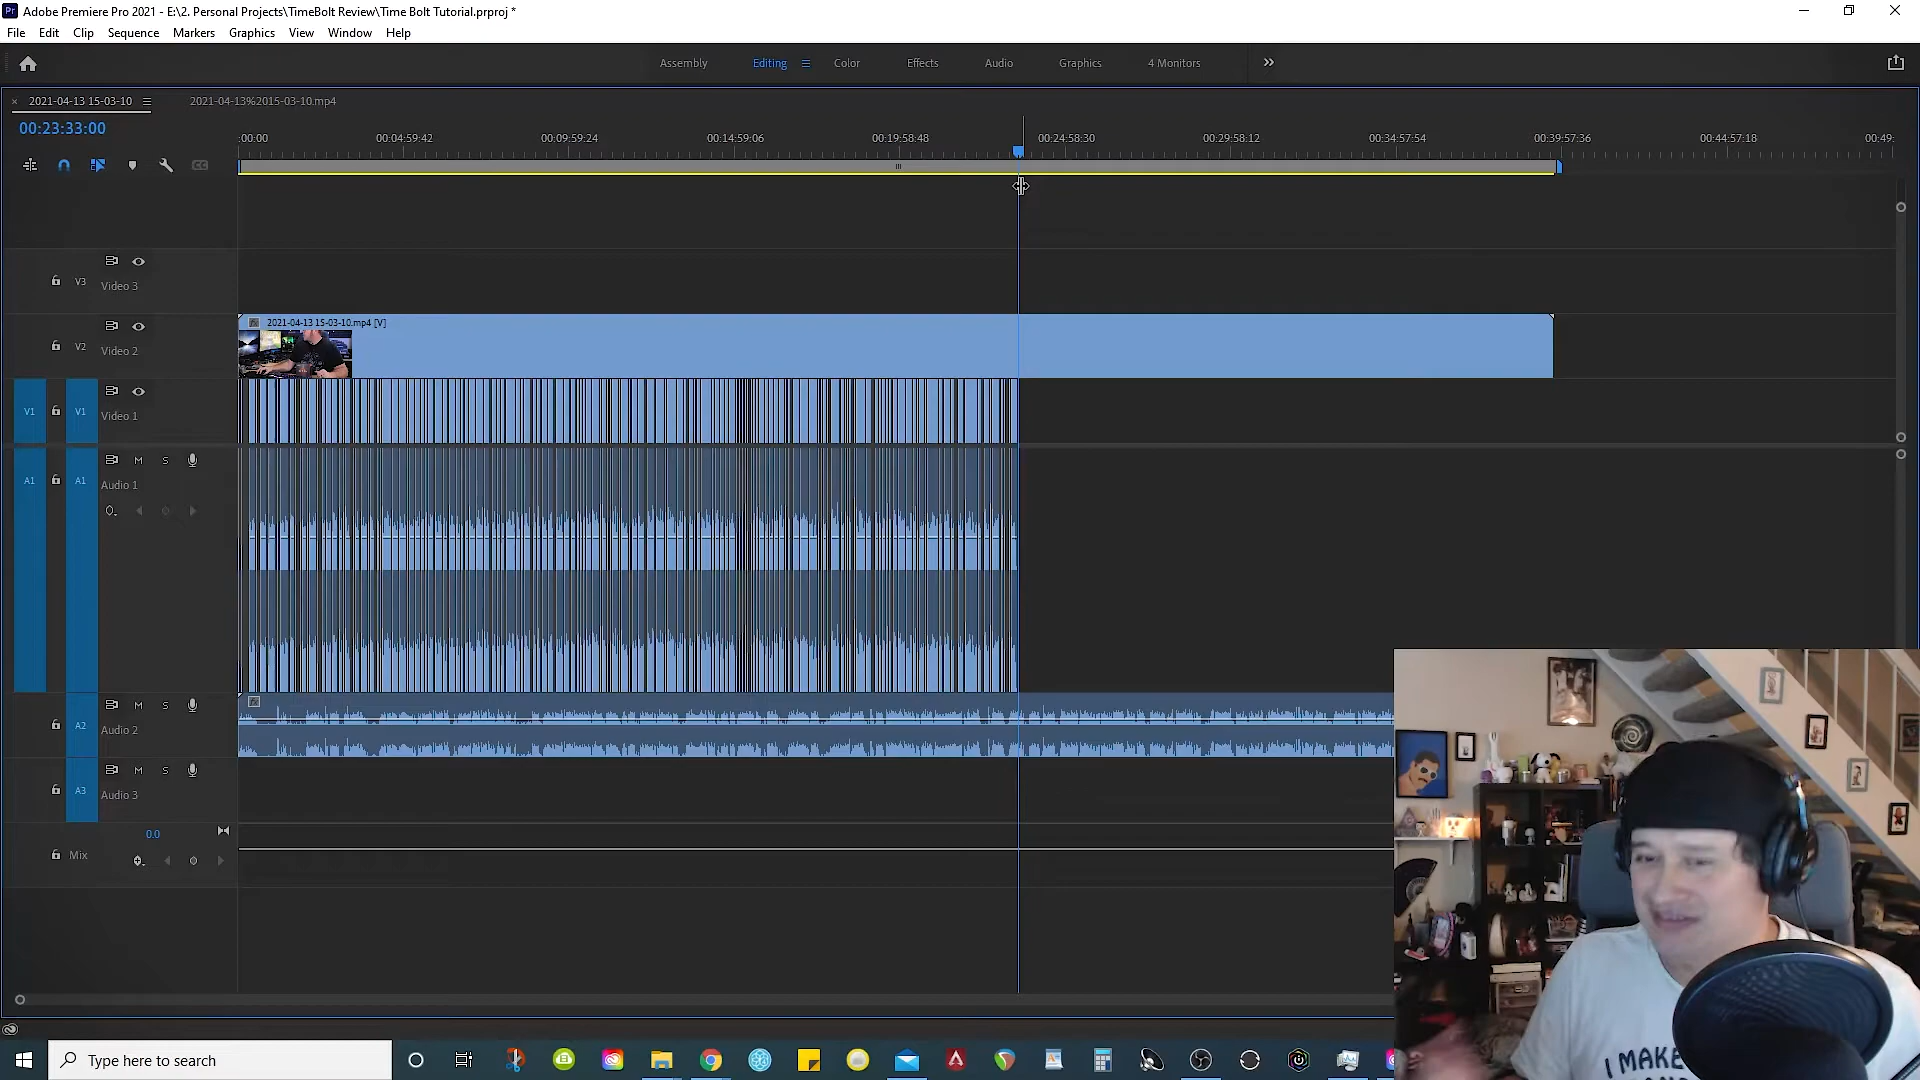 Pr Adobe Premiere Pro 2021 - E:\2. Personal Projects\TimeBolt Review\Time Bolt Tutorial.prproj *
File Edit Clip Sequence Markers Graphics View Window Help
Assembly Editing Color Effects Audio Graphics 4 Monitors
2021-04-13 15-03-10 2021-04-13%2015-03-10.mp4
00:23:33:00
:00:00 00:04:59:42 00:09:59:24 00:14:59:06 00:19:58:48 00:24:58:30 00:29:58:12 00:34:57:54 00:39:57:36 00:44:57:18 00:49:
V3 Video 3
2021-04-13 15-03-10.mp4 [V]
V2 Video 2
V1 V1 Video 1
M S
A1 A1 Audio 1
M S
A2 Audio 2
M S
A3 Audio 3
0.0
Mix
I MAKE
Type here to search